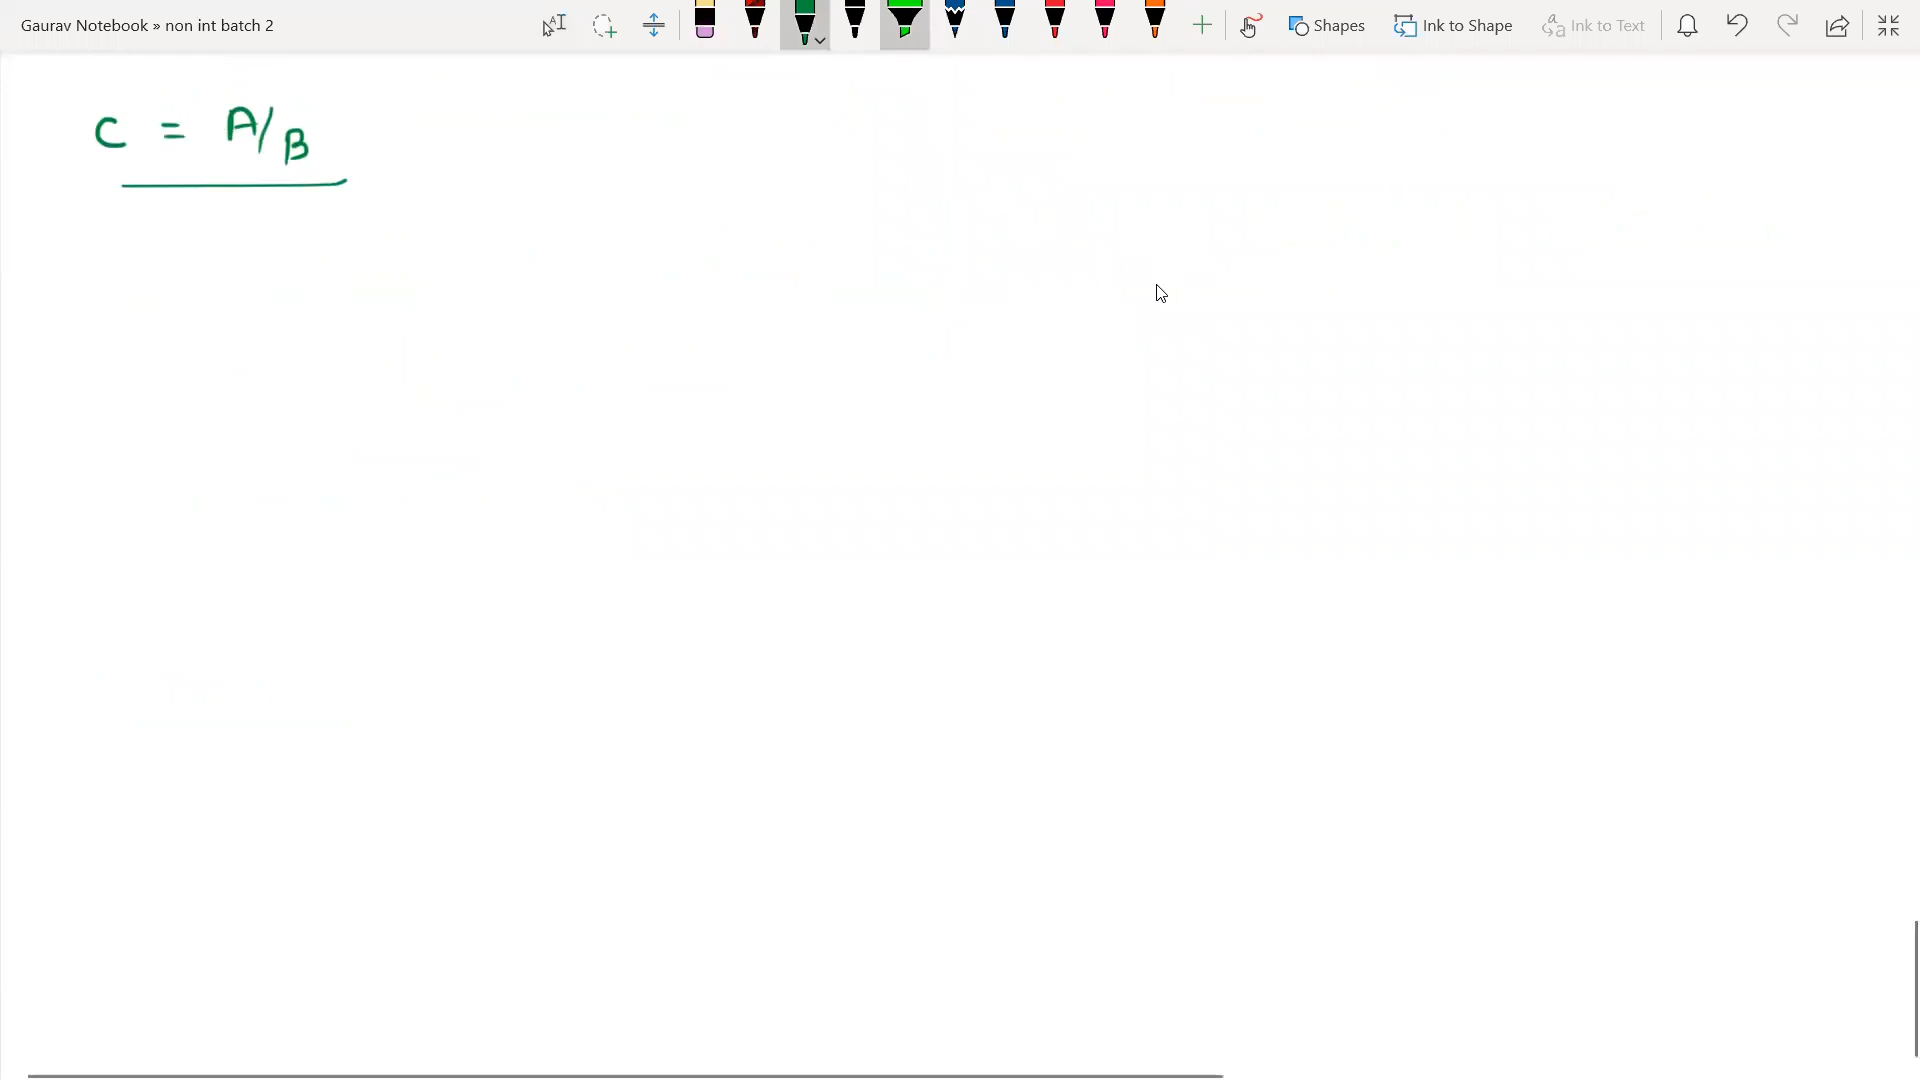 Gaurav Notebook » non int batch 2
Shapes
Ink to Shape
Ink to Text
C = A/B